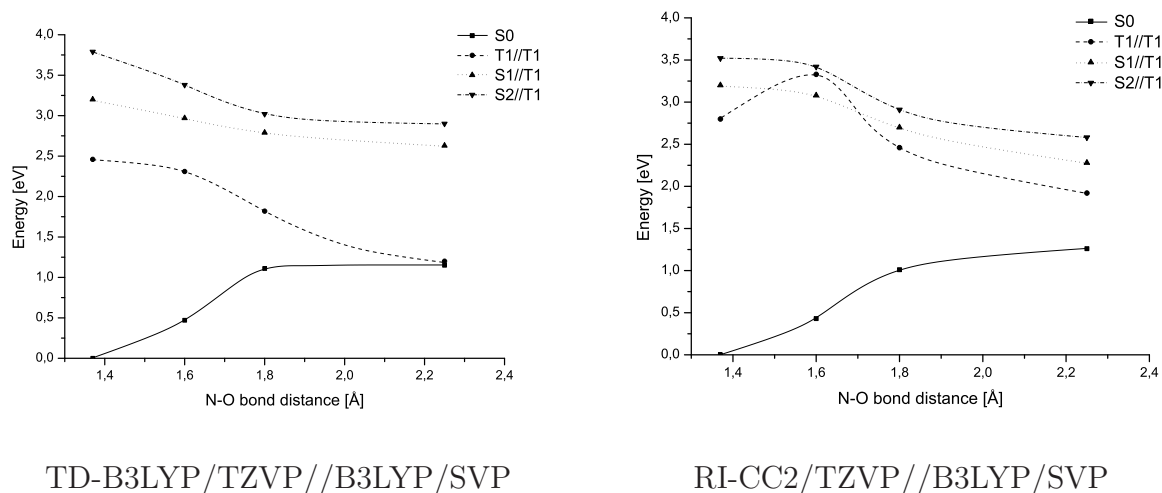 S0
T1//T1
S1//T1
S2//T1
4,0
3,5
3,0
2,5
2,0
1,5
1,0
0,5
0,0
Energy [eV]
1,4 1,6 1,8 2,0 2,2 2,4
N-O bond distance [Å]
TD-B3LYP/TZVP//B3LYP/SVP
S0
T1//T1
S1//T1
S2//T1
4,0
3,5
3,0
2,5
2,0
1,5
1,0
0,5
0,0
Energy [eV]
1,4 1,6 1,8 2,0 2,2 2,4
N-O bond distance [Å]
RI-CC2/TZVP//B3LYP/SVP